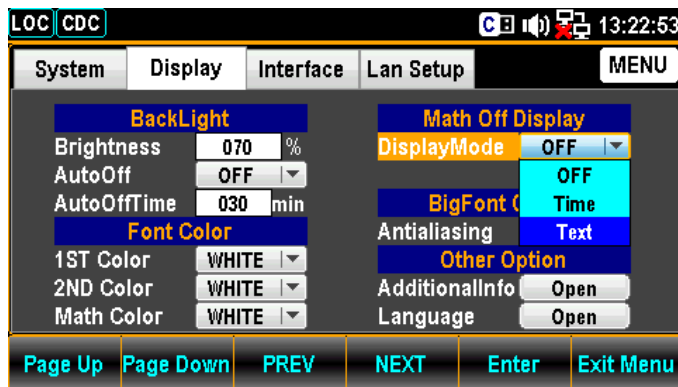 LOC CDC C 13:22:53
System Display Interface Lan Setup MENU
BackLight
Brightness 070 %
AutoOff OFF
AutoOffTime 030 min
Font Color
1ST Color WHITE
2ND Color WHITE
Math Color WHITE
Math Off Display
DisplayMode OFF
OFF
Time
Text
BigFont
Antialiasing
Other Option
AdditionalInfo Open
Language Open
Page Up Page Down PREV NEXT Enter Exit Menu